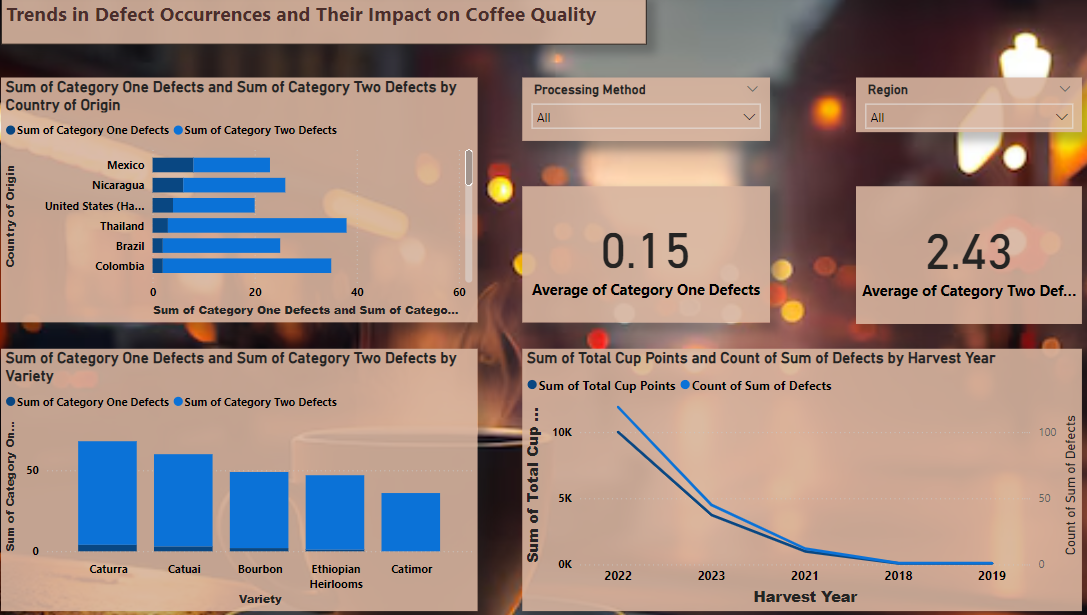 Trends in Defect Occurrences and Their Impact on Coffee Quality
Sum of Category One Defects and Sum of Category Two Defects by
Country of Origin
Sum of Category One Defects Sum of Category Two Defects
Country of Origin
Mexico
Nicaragua
United States (Ha...
Thailand
Brazil
Colombia
0 20 40 60
Sum of Category One Defects and Sum of Catego...
Processing Method
All
Region
All
0.15
Average of Category One Defects
2.43
Average of Category Two Def...
Sum of Category One Defects and Sum of Category Two Defects by
Variety
Sum of Category One Defects Sum of Category Two Defects
Sum of Category On...
50
0
Caturra Catuai Bourbon Ethiopian Heirlooms Catimor
Variety
Sum of Total Cup Points and Count of Sum of Defects by Harvest Year
Sum of Total Cup Points Count of Sum of Defects
Sum of Total Cup ...
10K
5K
0K
100
50
0
Count of Sum of Defects
2022 2023 2021 2018 2019
Harvest Year